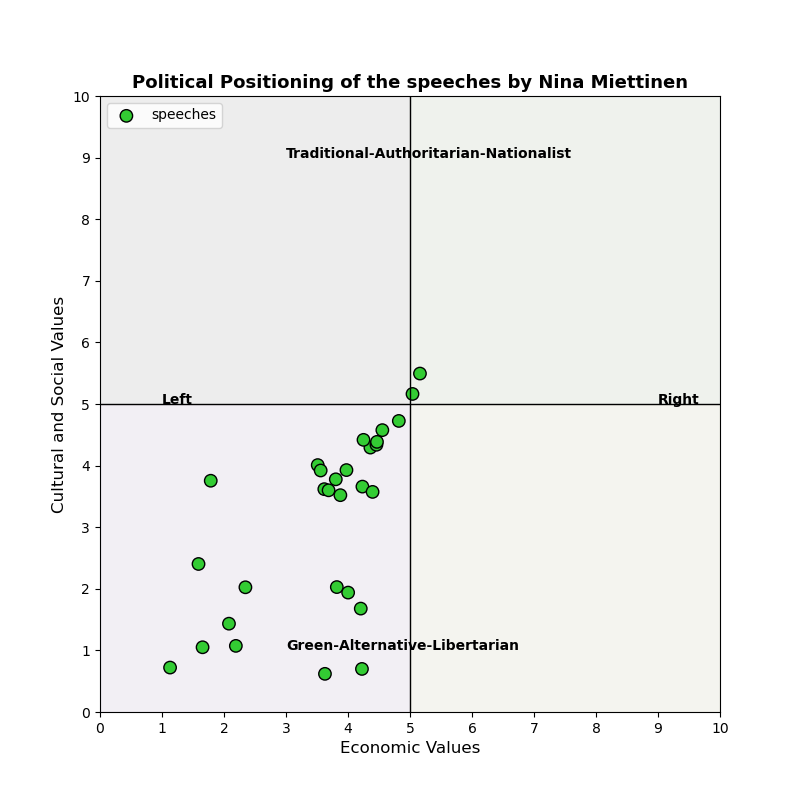 Political Positioning of the speeches by Nina Miettinen
speeches
Traditional-Authoritarian-Nationalist
Left
Right
Green-Alternative-Libertarian
Cultural and Social Values
10
9
8
7
6
5
4
3
2
1
0
0 1 2 3 4 5 6 7 8 9 10
Economic Values